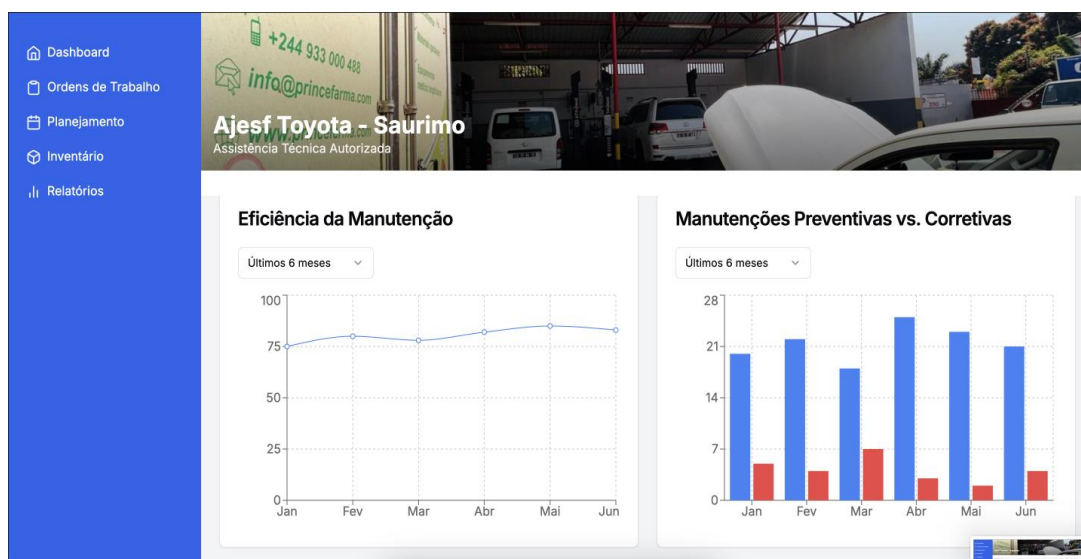 Dashboard
Ordens de Trabalho
Planejamento
Inventário
Relatórios
+244 933 000 488
info@princefarma.com
Ajesf Toyota - Saurimo
Assistência Técnica Autorizada
Eficiência da Manutenção
Últimos 6 meses
100
75
50
25
0
Jan Fev Mar Abr Mai Jun
Manutenções Preventivas vs. Corretivas
Últimos 6 meses
28
21
14
7
0
Jan Fev Mar Abr Mai Jun